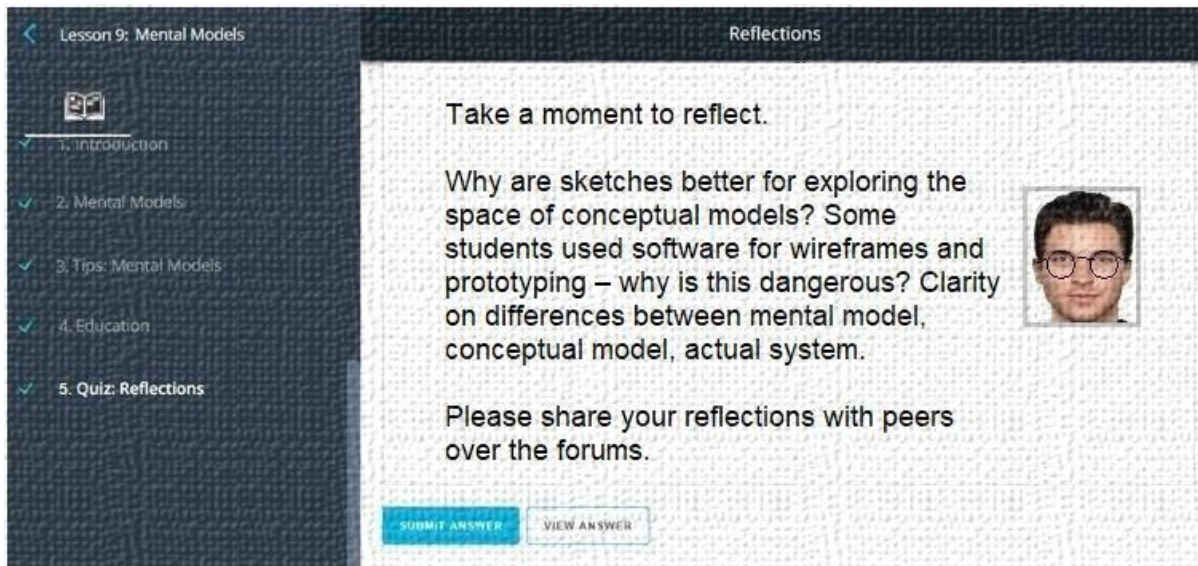 Lesson 9: Mental Models
1. Introduction
2. Mental Models
3. Tips: Mental Models
4. Education
5. Quiz: Reflections
Reflections
Take a moment to reflect.
Why are sketches better for exploring the
space of conceptual models? Some
students used software for wireframes and
prototyping – why is this dangerous? Clarity
on differences between mental model,
conceptual model, actual system.
Please share your reflections with peers
over the forums.
SUBMIT ANSWER
VIEW ANSWER